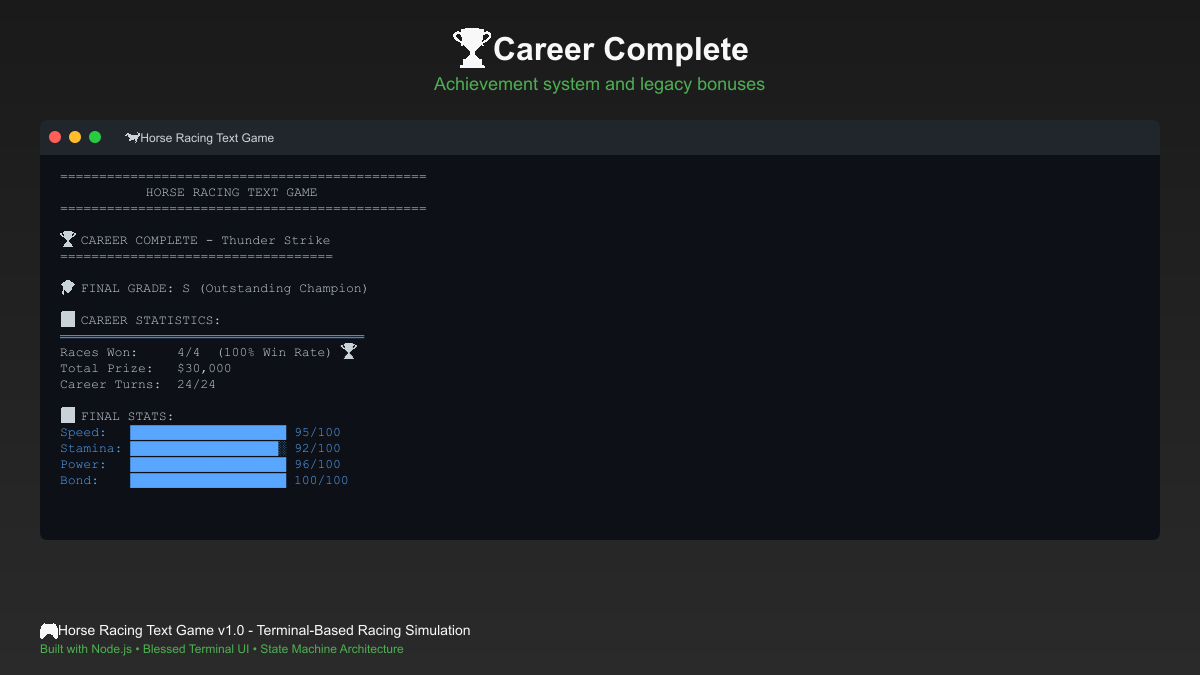 🏆Career Complete
Achievement system and legacy bonuses
🐎Horse Racing Text Game
===============================================
HORSE RACING TEXT GAME
===============================================
🏆 CAREER COMPLETE - Thunder Strike
===================================
FINAL GRADE: S (Outstanding Champion)
CAREER STATISTICS:
═══════════════════════════════════════
Races Won: 4/4 (100% Win Rate) 🏆
Total Prize: $30,000
Career Turns: 24/24
FINAL STATS:
Speed: ████████████████████ 95/100
Stamina: ███████████████████░ 92/100
Power: ████████████████████ 96/100
Bond: ████████████████████ 100/100
🎮Horse Racing Text Game v1.0 - Terminal-Based Racing Simulation
Built with Node.js • Blessed Terminal UI • State Machine Architecture